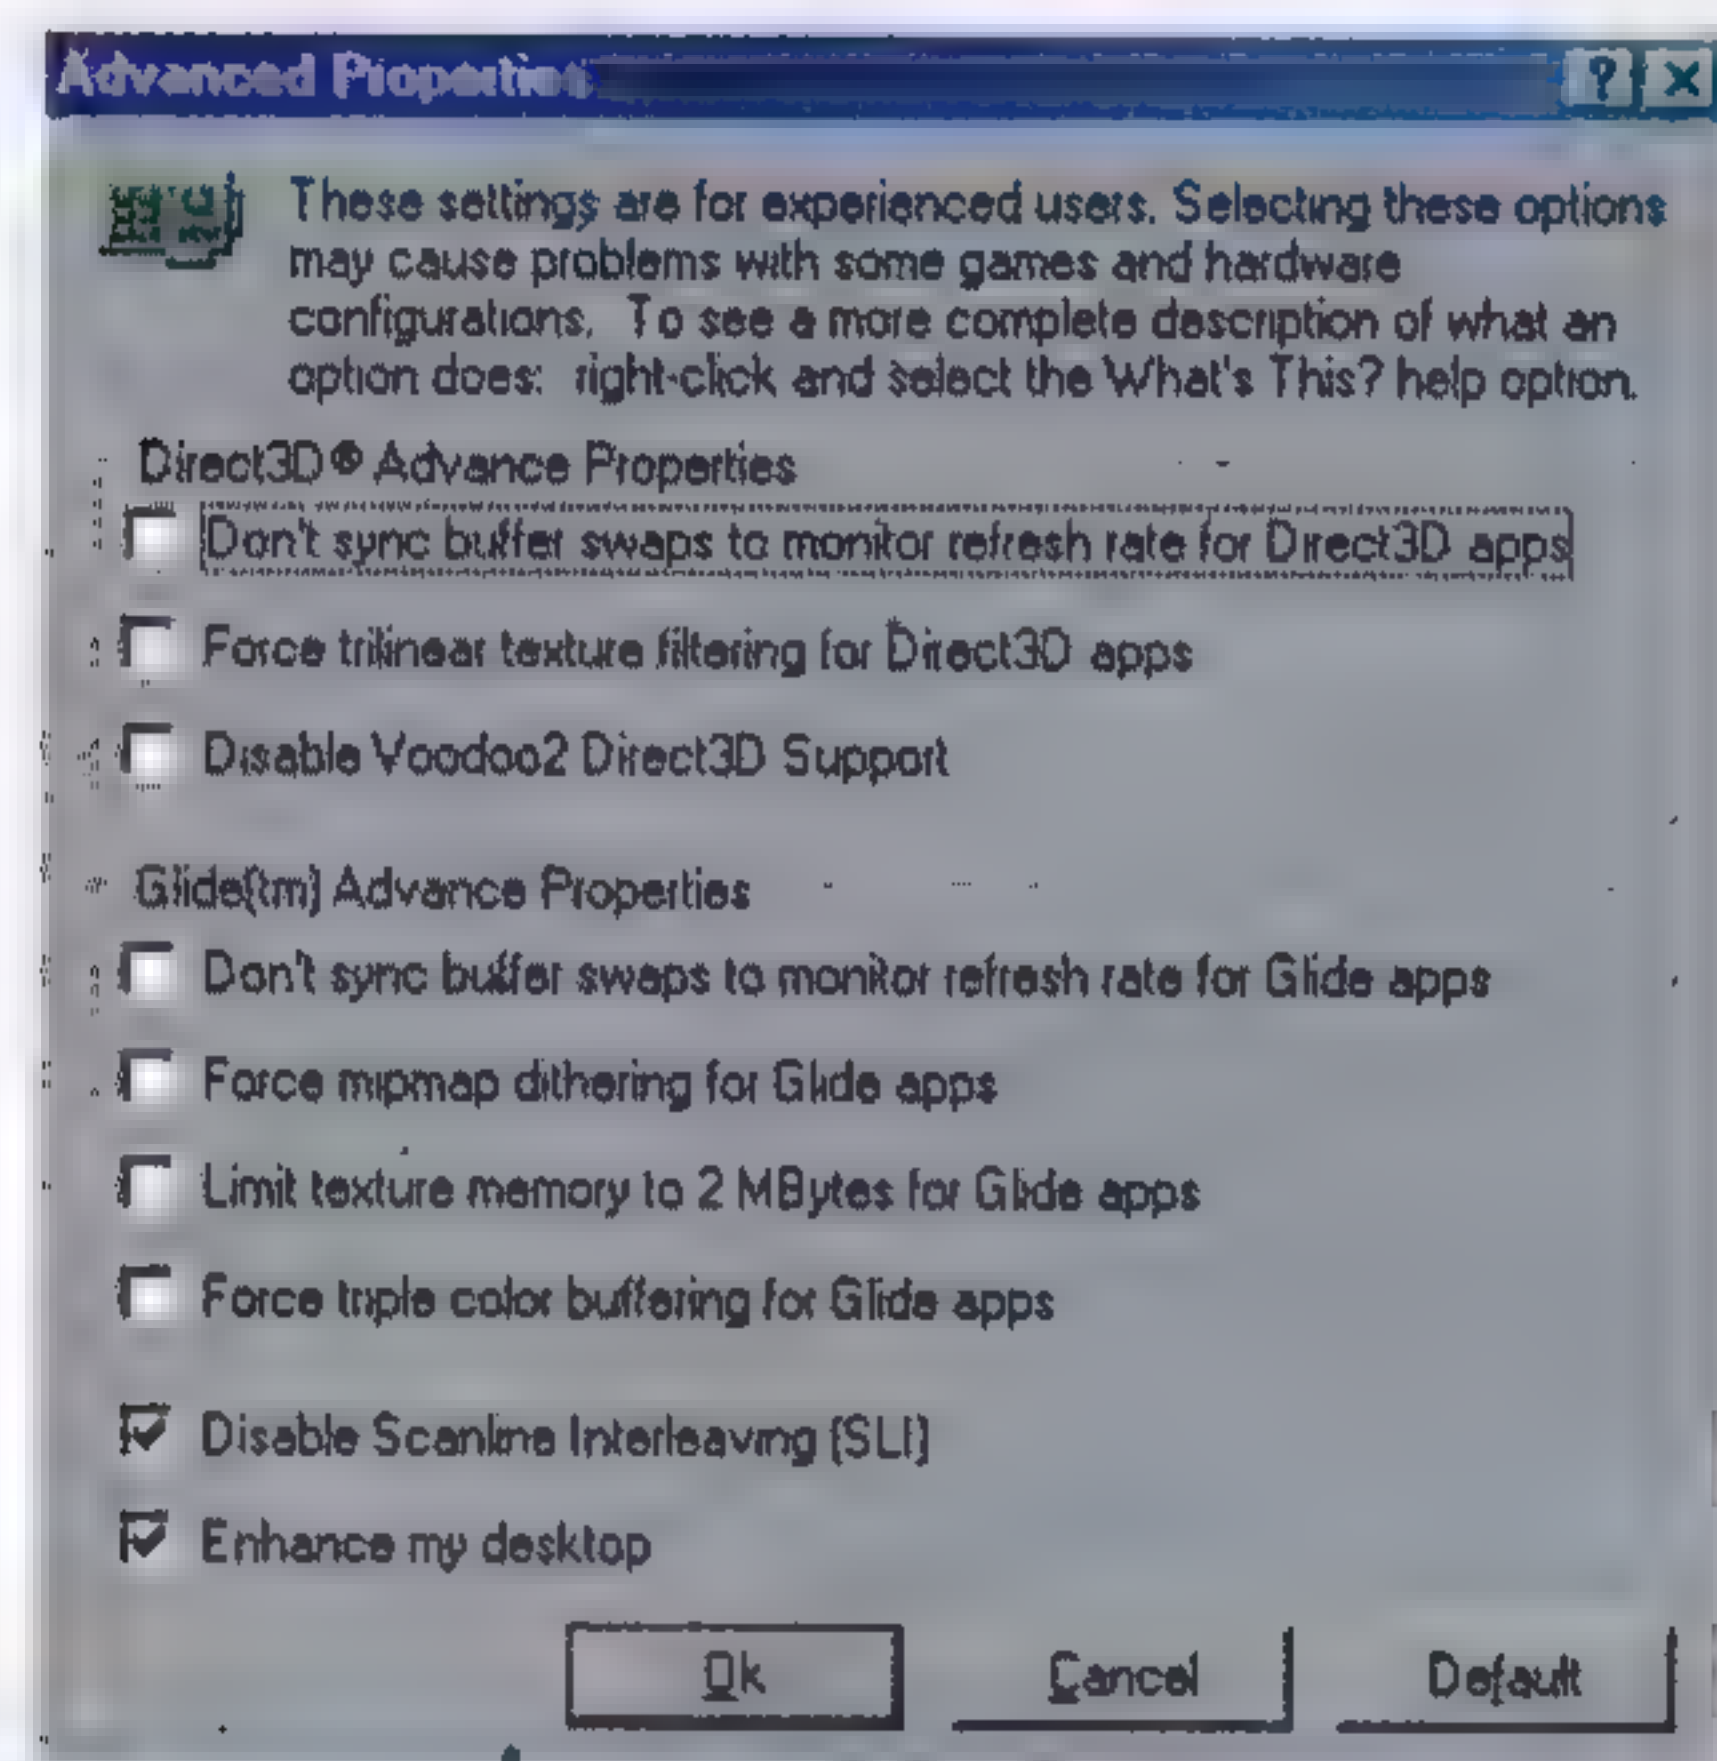 Advanced Properties
These settings are for experienced users. Selecting these options
may cause problems with some games and hardware
configurations. To see a more complete description of what an
option does: right-click and select the What's This? help option.
Direct3D® Advance Properties
Don't sync buffer swaps to monitor refresh rate for Direct3D apps
Force trilinear texture filtering for Direct3D apps
Disable Voodoo2 Direct3D Support
Glide(tm) Advance Properties
Don't sync buffer swaps to monitor refresh rate for Glide apps
Force mipmap dithering for Glide apps
Limit texture memory to 2 MBytes for Glide apps
Force triple color buffering for Glide apps
Disable Scanline Interleaving (SLI)
Enhance my desktop
Ok Cancel Default